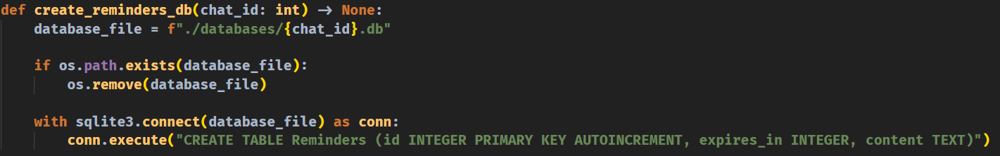 def create_reminders_db(chat_id: int) -> None:
    database_file = f"./databases/{chat_id}.db"
    if os.path.exists(database_file):
        os.remove(database_file)
    with sqlite3.connect(database_file) as conn:
        conn.execute("CREATE TABLE Reminders (id INTEGER PRIMARY KEY AUTOINCREMENT, expires_in INTEGER, content TEXT)")